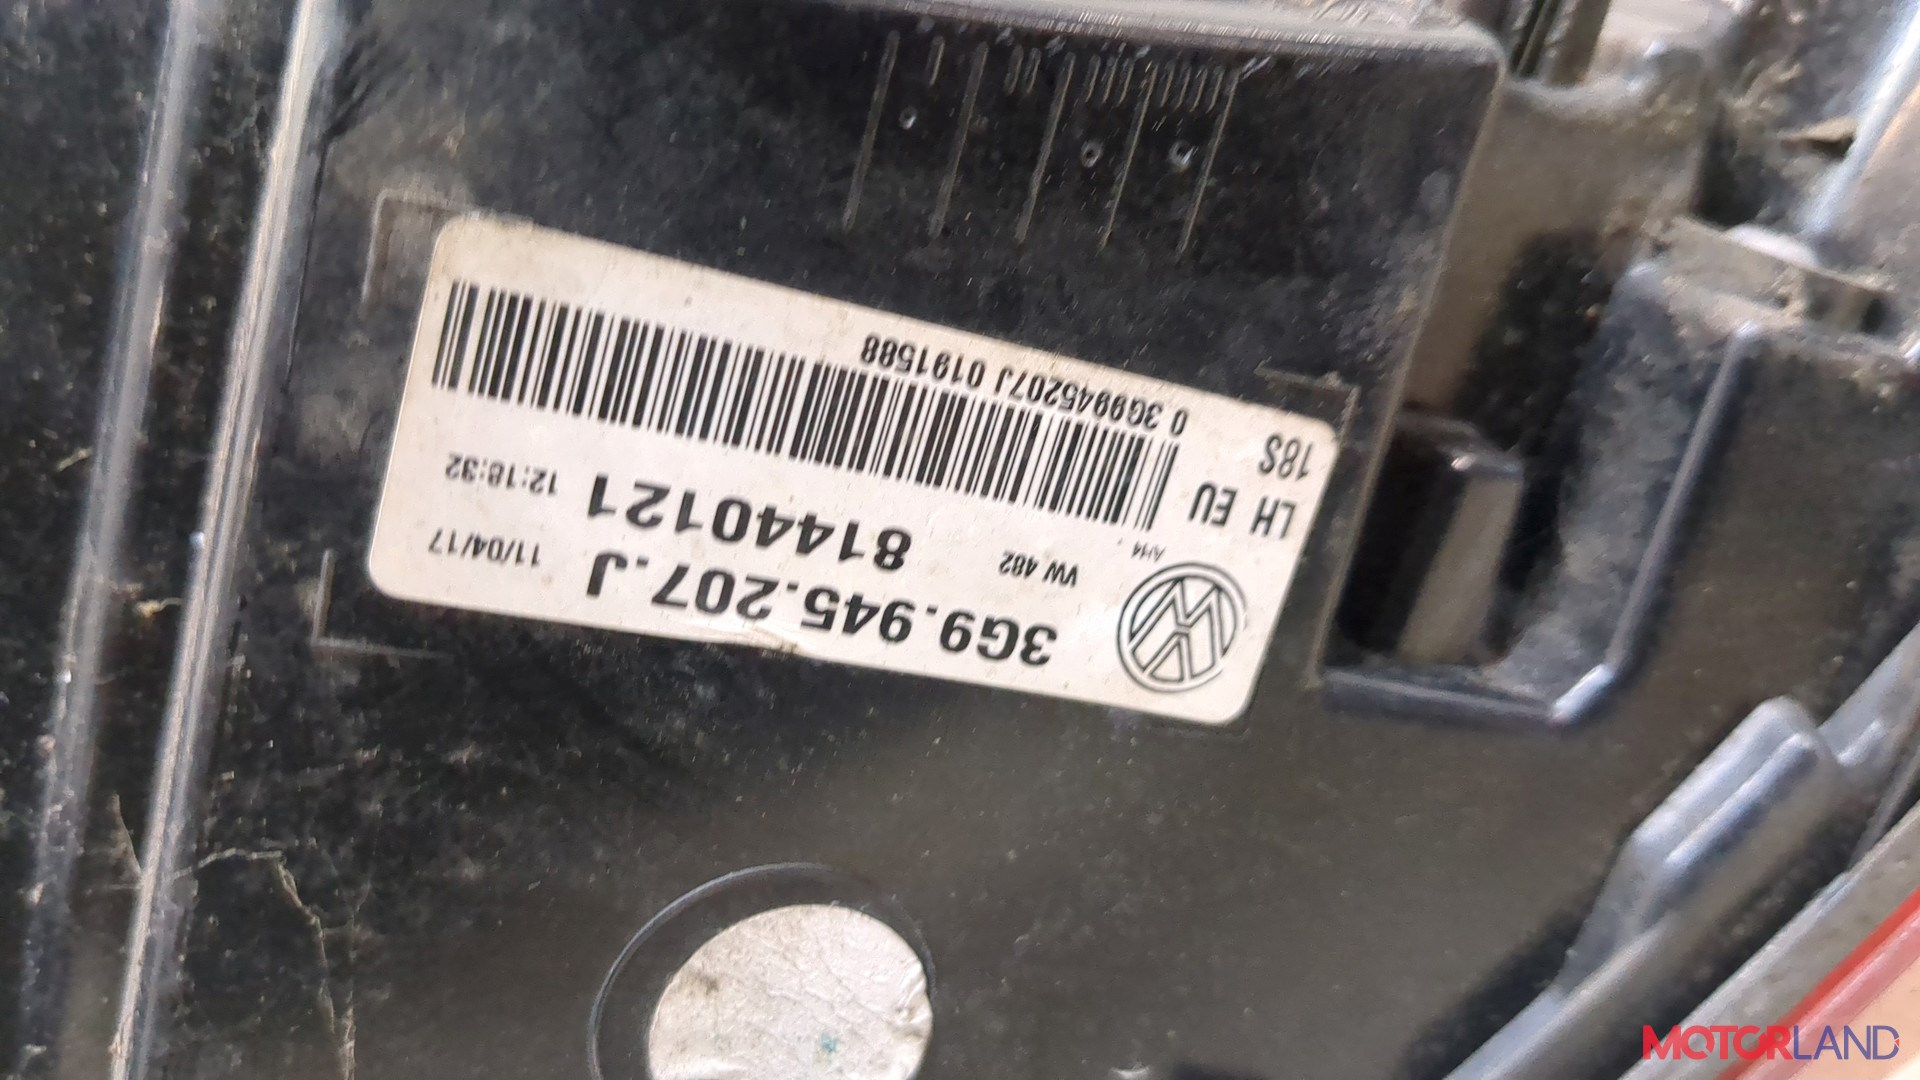 3G9.945.207.J
11/04/17
VW 482
81440121
12:18:32
A/14
LH EU
18S
0 3G9945207J 0191588
MOTORLAND